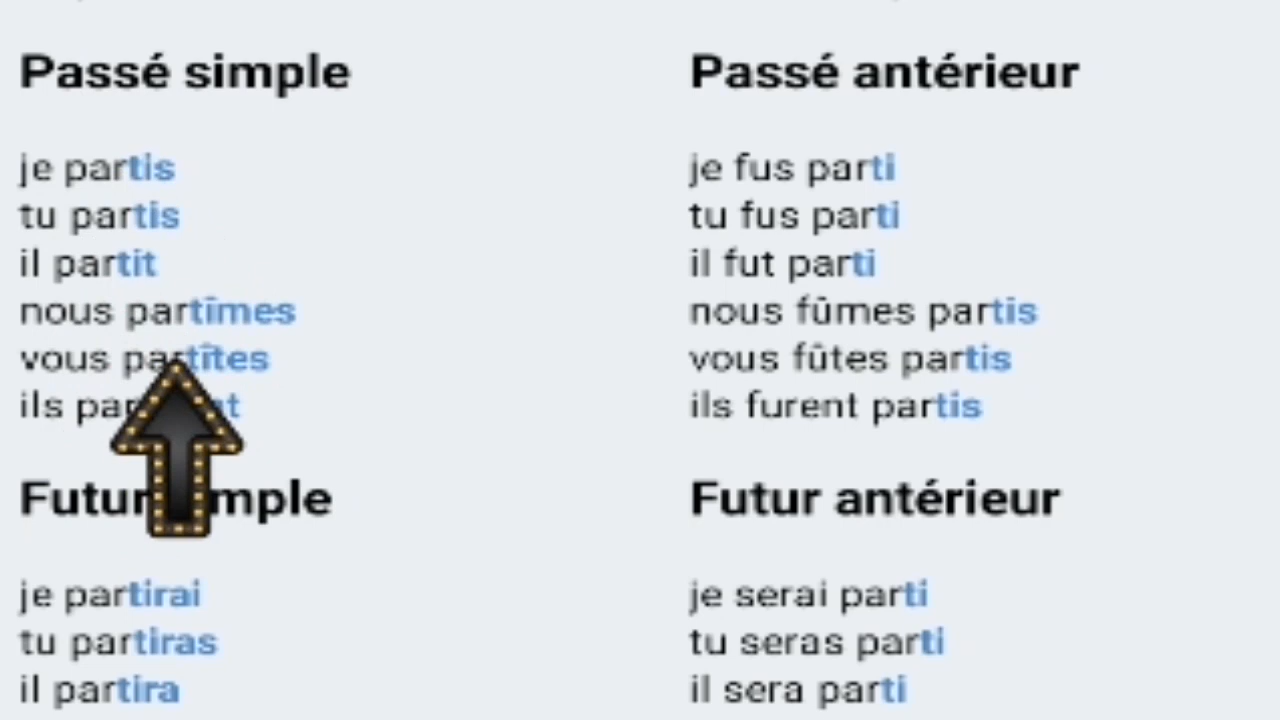 Passé simple
je partis
tu partis
il partit
nous partîmes
vous partîtes
ils
Passé antérieur
je fus parti
tu fus parti
il fut parti
nous fûmes partis
vous fûtes partis
ils furent partis
Futur
je partirai
tu partiras
il partira
Futur antérieur
je serai parti
tu seras parti
il sera parti